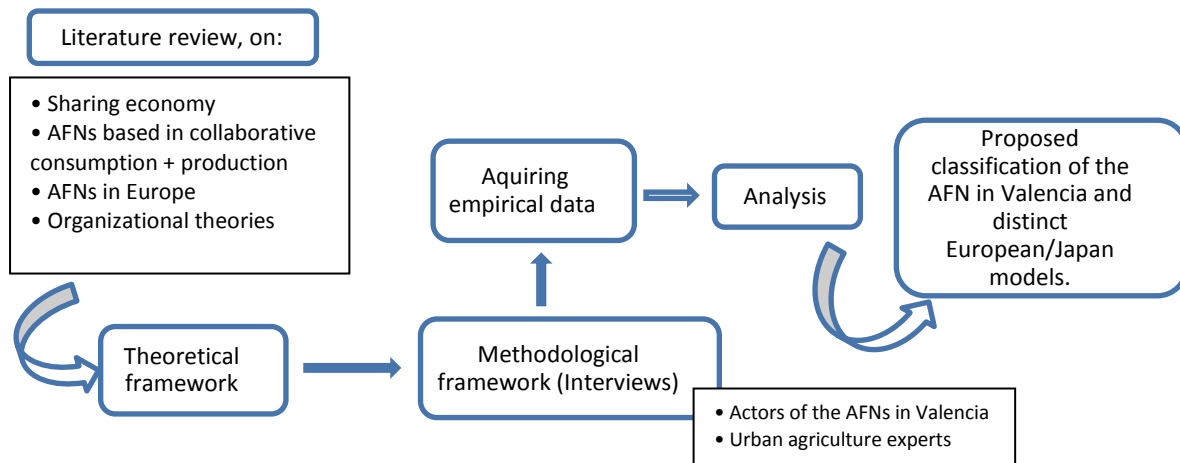 Literature review, on:
• Sharing economy
• AFNs based in collaborative
consumption + production
• AFNs in Europe
• Organizational theories
Theoretical
framework
Methodological
framework (Interviews)
• Actors of the AFNs in Valencia
• Urban agriculture experts
Aquiring
empirical data
Analysis
Proposed
classification of the
AFN in Valencia and
distinct
European/Japan
models.